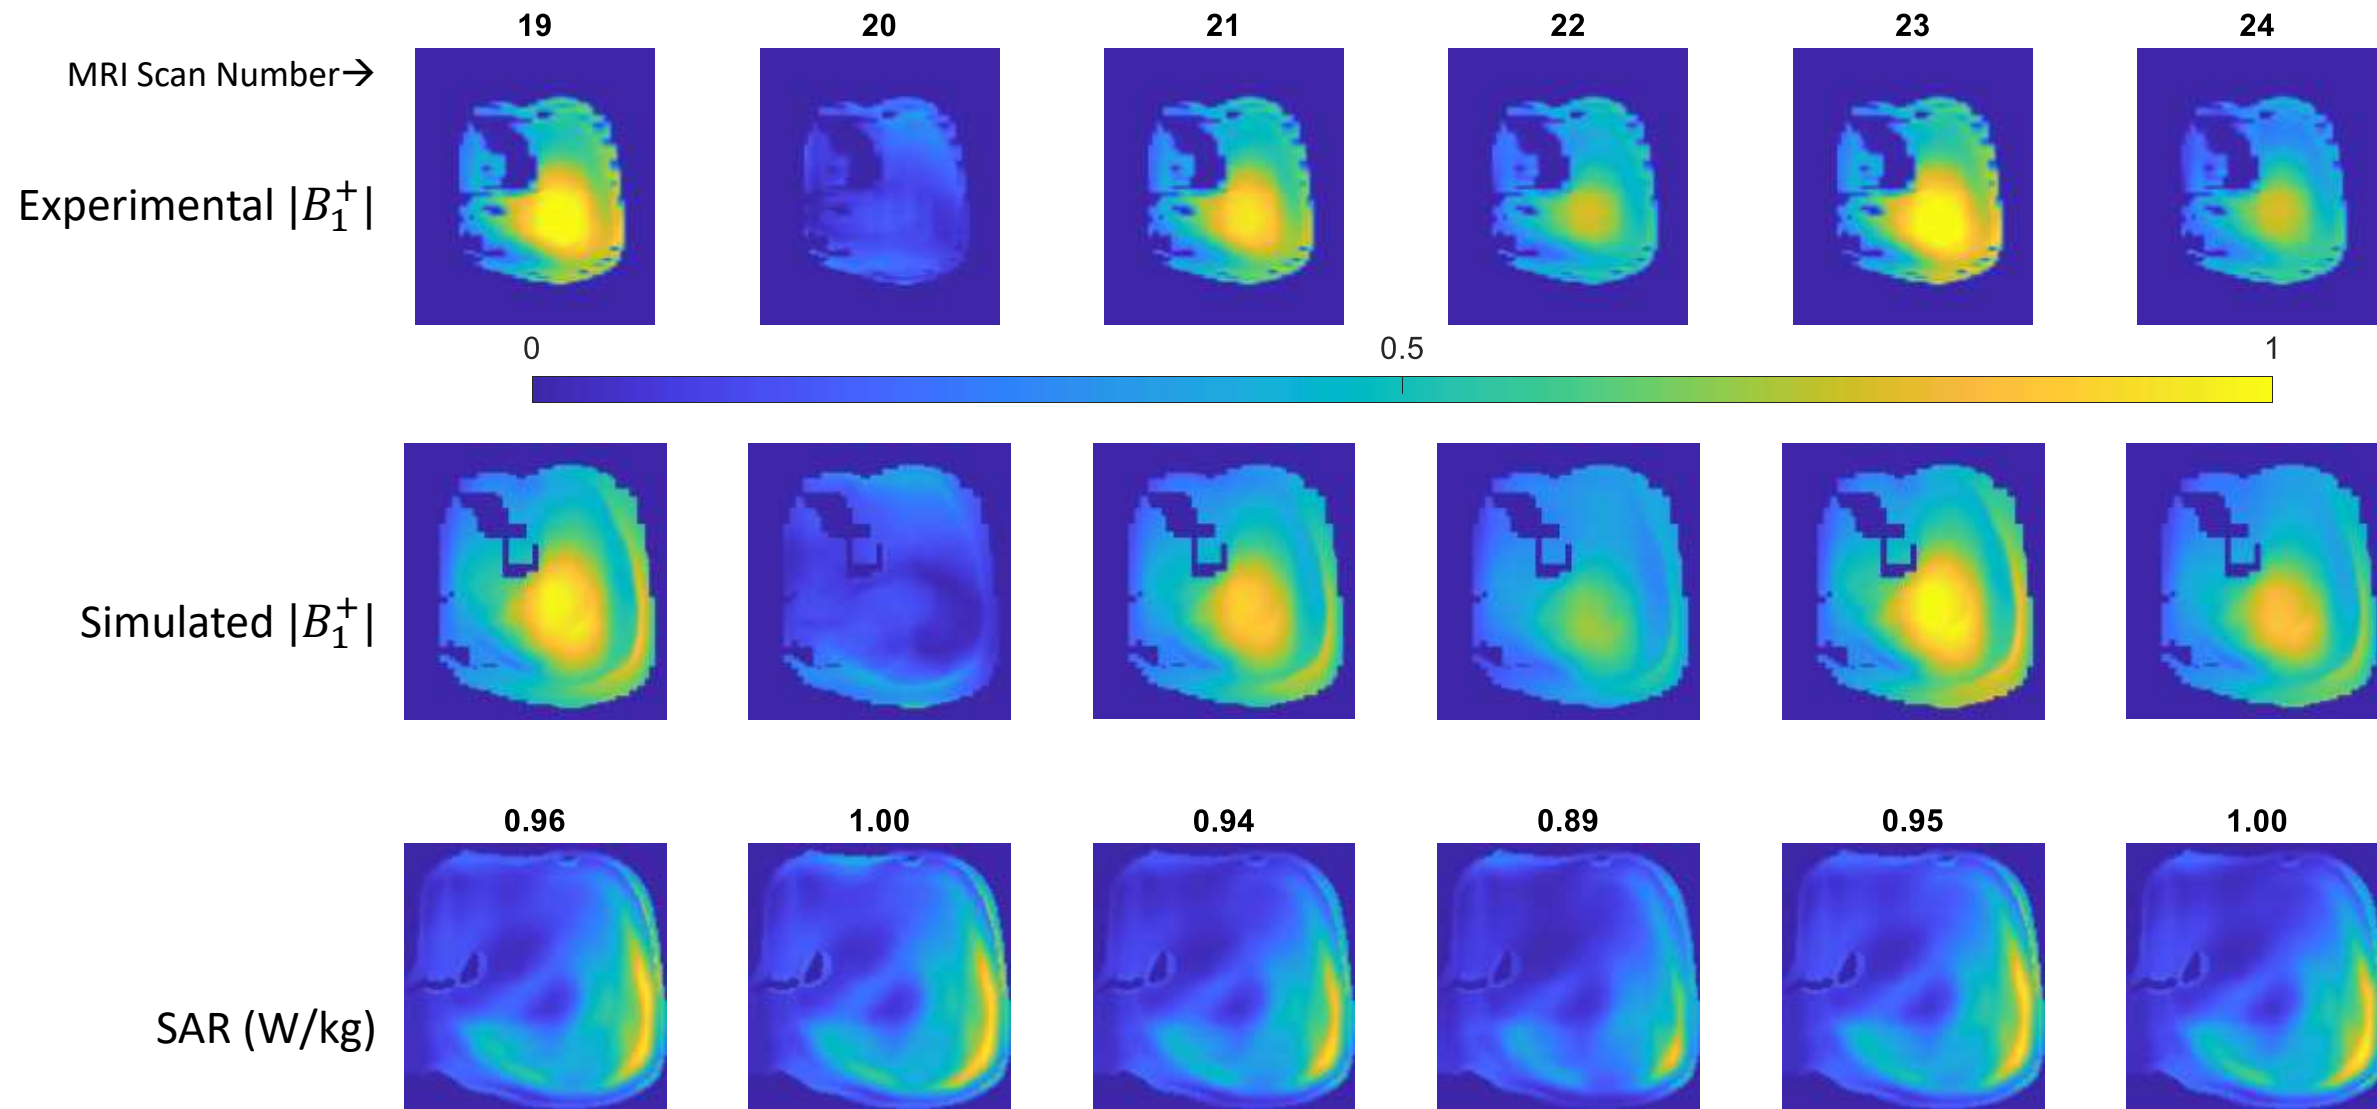 19 20 21 22 23 24
MRI Scan Number→
Experimental |B₁⁺|
0 0.5 1
Simulated |B₁⁺|
0.96 1.00 0.94 0.89 0.95 1.00
SAR (W/kg)